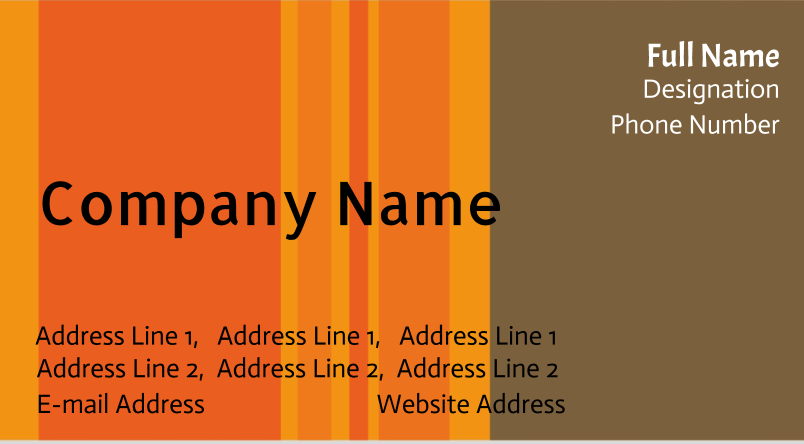 Full Name
Designation
Phone Number
Company Name
Address Line 1, Address Line 1, Address Line 1
Address Line 2, Address Line 2, Address Line 2
E-mail Address Website Address